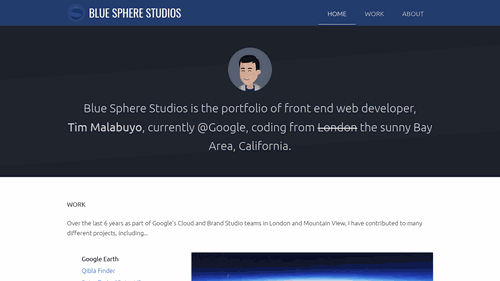 BLUE SPHERE STUDIOS
HOME WORK ABOUT
Blue Sphere Studios is the portfolio of front end web developer,
Tim Malabuyo, currently @Google, coding from London the sunny Bay
Area, California.
WORK
Over the last 6 years as part of Google's Cloud and Brand Studio teams in London and Mountain View, I have contributed to many
different projects, including...
Google Earth
Qibla Finder